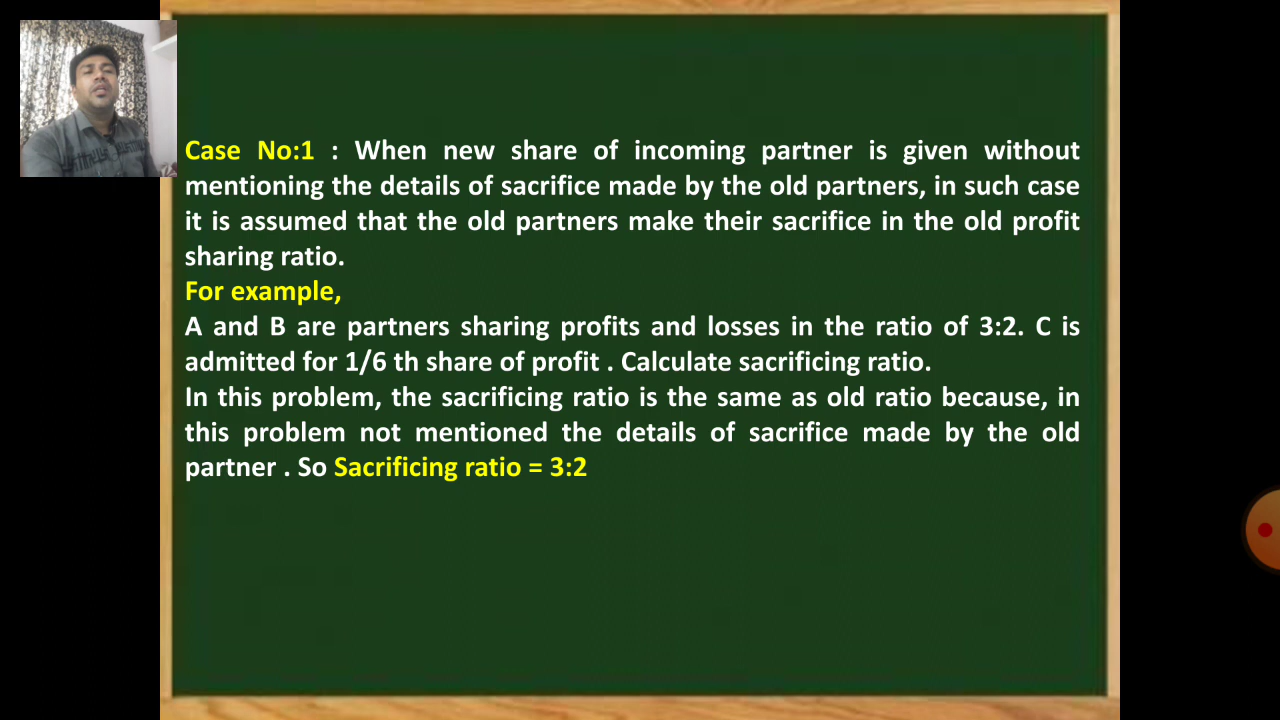 Case No:1 : When new share of incoming partner is given without
mentioning the details of sacrifice made by the old partners, in such case
it is assumed that the old partners make their sacrifice in the old profit
sharing ratio.
For example,
A and B are partners sharing profits and losses in the ratio of 3:2. C is
admitted for 1/6 th share of profit . Calculate sacrificing ratio.
In this problem, the sacrificing ratio is the same as old ratio because, in
this problem not mentioned the details of sacrifice made by the old
partner . So Sacrificing ratio = 3:2